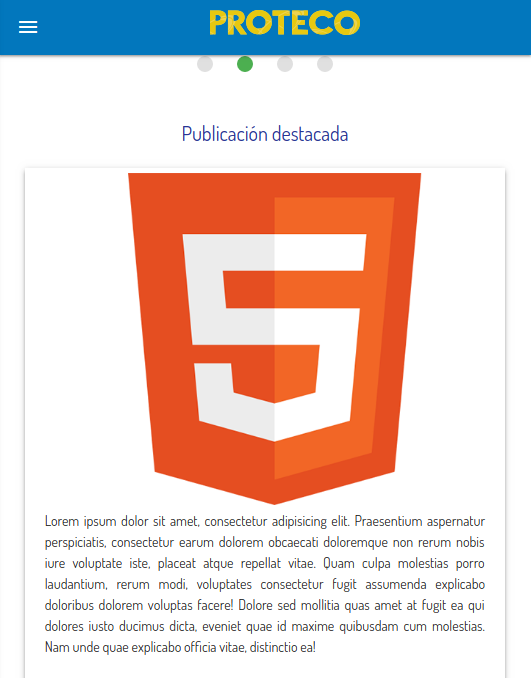 PROTECO
Publicación destacada
5
Lorem ipsum dolor sit amet, consectetur adipisicing elit. Praesentium aspernatur
perspiciatis, consectetur earum dolorem obcaecati doloremque non rerum nobis
iure voluptate iste, placeat atque repellat vitae. Quam culpa molestias porro
laudantium, rerum modi, voluptates consectetur fugit assumenda explicabo
doloribus dolorem voluptas facere! Dolore sed mollitia quas amet at fugit ea qui
dolores iusto ducimus dicta, eveniet quae id maxime quibusdam cum molestias.
Nam unde quae explicabo officia vitae, distinctio ea!